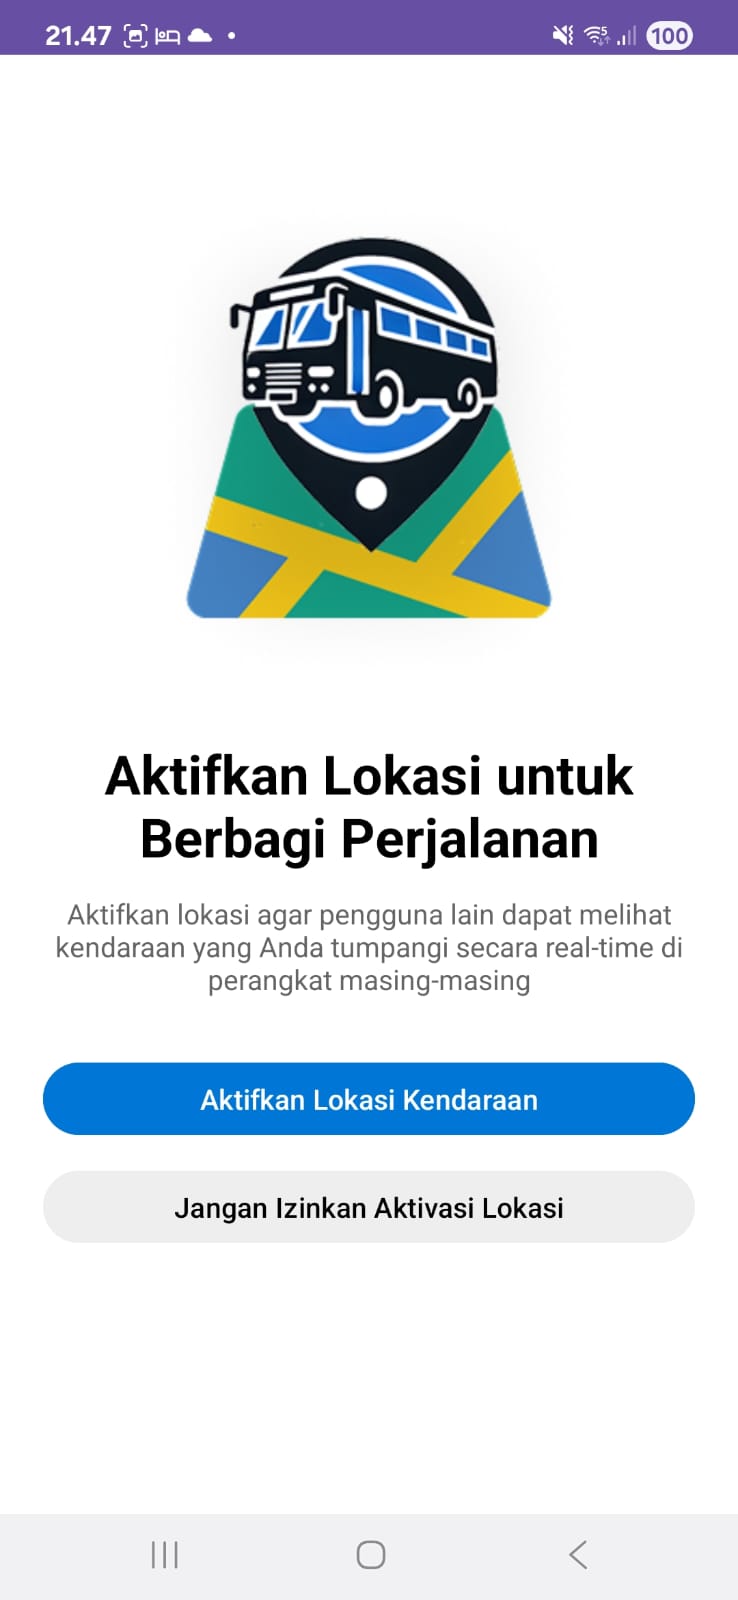 21.47
100
Aktifkan Lokasi untuk
Berbagi Perjalanan
Aktifkan lokasi agar pengguna lain dapat melihat
kendaraan yang Anda tumpangi secara real-time di
perangkat masing-masing
Aktifkan Lokasi Kendaraan
Jangan Izinkan Aktivasi Lokasi